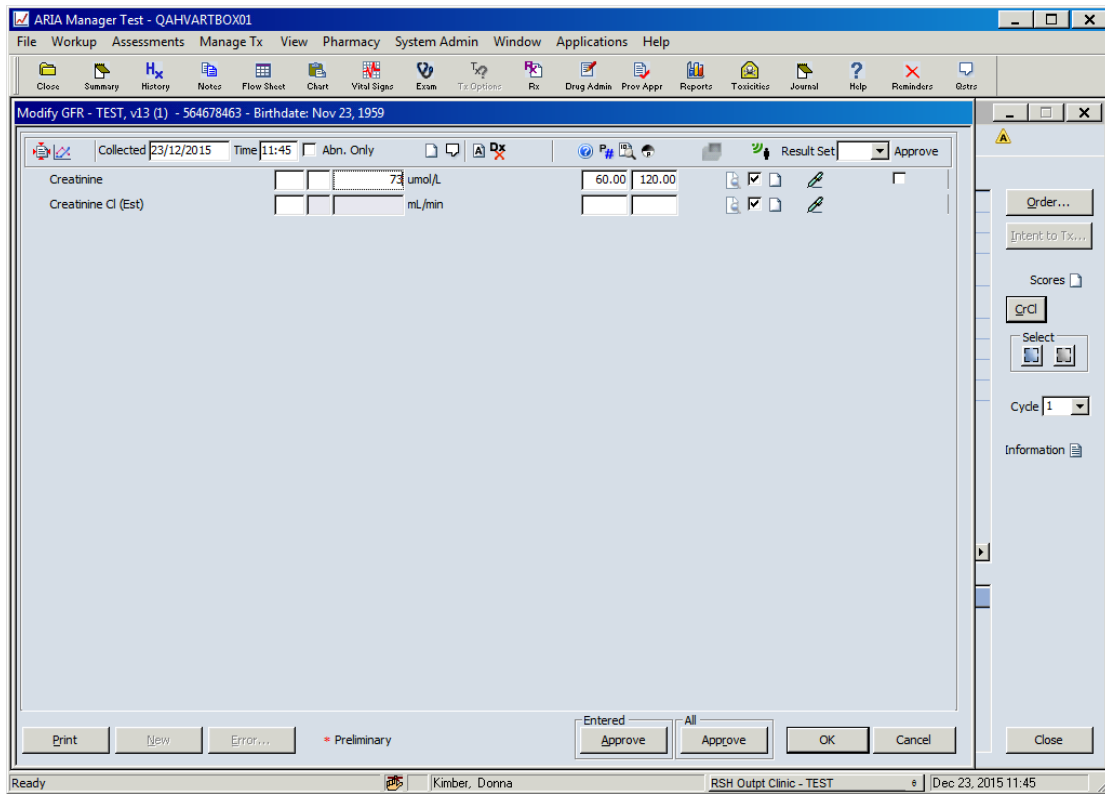 ARIA Manager Test - QAHVARTBOX01
File Workup Assessments Manage Tx View Pharmacy System Admin Window Applications Help
Hx Tx? Rx ?
Close Summary History Notes Flow Sheet Chart Vital Signs Exam Tx Options Rx Drug Admin Prov Appr Reports Toxicities Journal Help Reminders Qstrs
Modify GFR - TEST, v13 (1) - 564678463 - Birthdate: Nov 23, 1959
Collected 23/12/2015 Time 11:45 Abn. Only A Dx P# Result Set Approve
Creatinine 73 umol/L 60.00 120.00
Creatinine Cl (Est) mL/min
A
Order...
Intent to Tx...
Scores
CrCl
Select
Cycle 1
Information
Entered All
Print New Error... * Preliminary Approve Approve OK Cancel Close
Ready Kimber, Donna RSH Outpt Clinic - TEST Dec 23, 2015 11:45